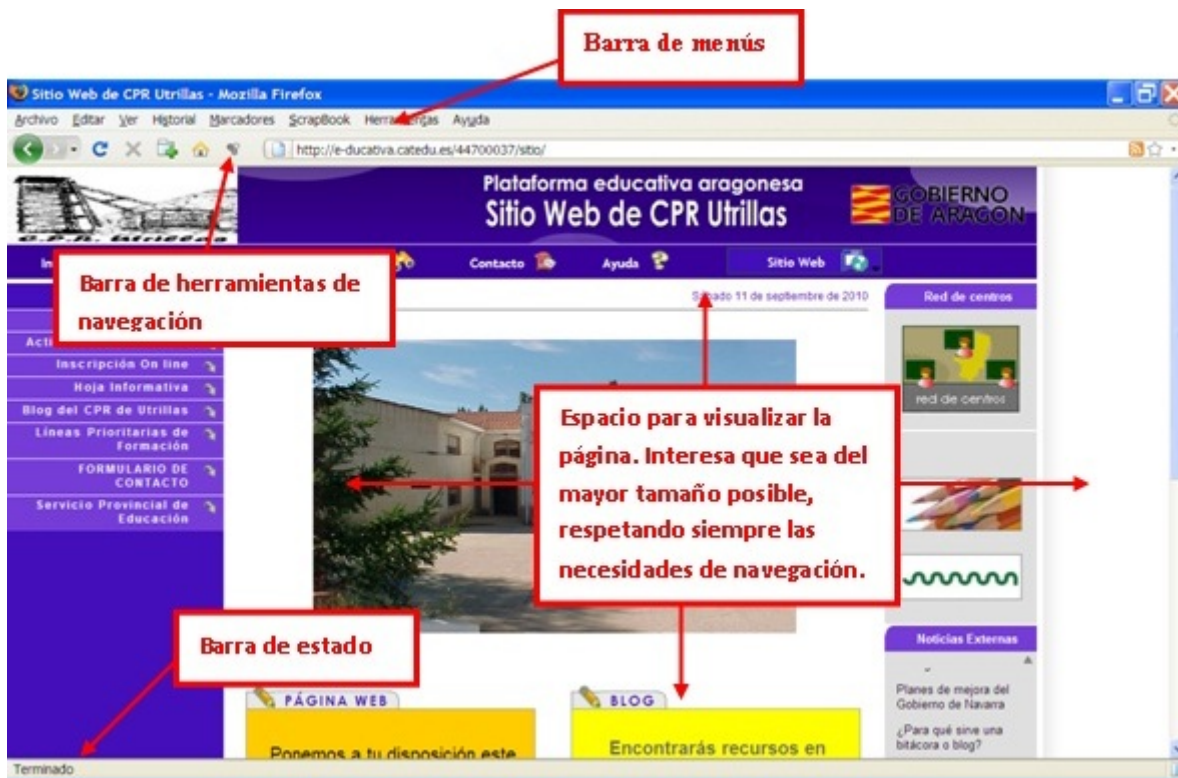 Barra de menús
Sitio Web de CPR Utrillas - Mozilla Firefox
Archivo Editar Ver Historial Marcadores ScrapBook Herramientas Ayuda
http://e-ducativa.catedu.es/44700037/sitio/
C.P.R. Utrillas
Plataforma educativa aragonesa
Sitio Web de CPR Utrillas
GOBIERNO
DE ARAGON
Contacto Ayuda Sitio Web
Barra de herramientas de
navegación
Sábado 11 de septiembre de 2010
Red de centros
red de centros
Inscripción On line
Hoja Informativa
Blog del CPR de Utrillas
Líneas Prioritarias de
Formación
FORMULARIO DE
CONTACTO
Servicio Provincial de
Educación
Espacio para visualizar la
página. Interesa que sea del
mayor tamaño posible,
respetando siempre las
necesidades de navegación.
Barra de estado
Noticias Externas
Planes de mejora del
Gobierno de Navarra
¿Para qué sirve una
bitácora o blog?
PÁGINA WEB
Ponemos a tu disposición este
BLOG
Encontrarás recursos en
Terminado